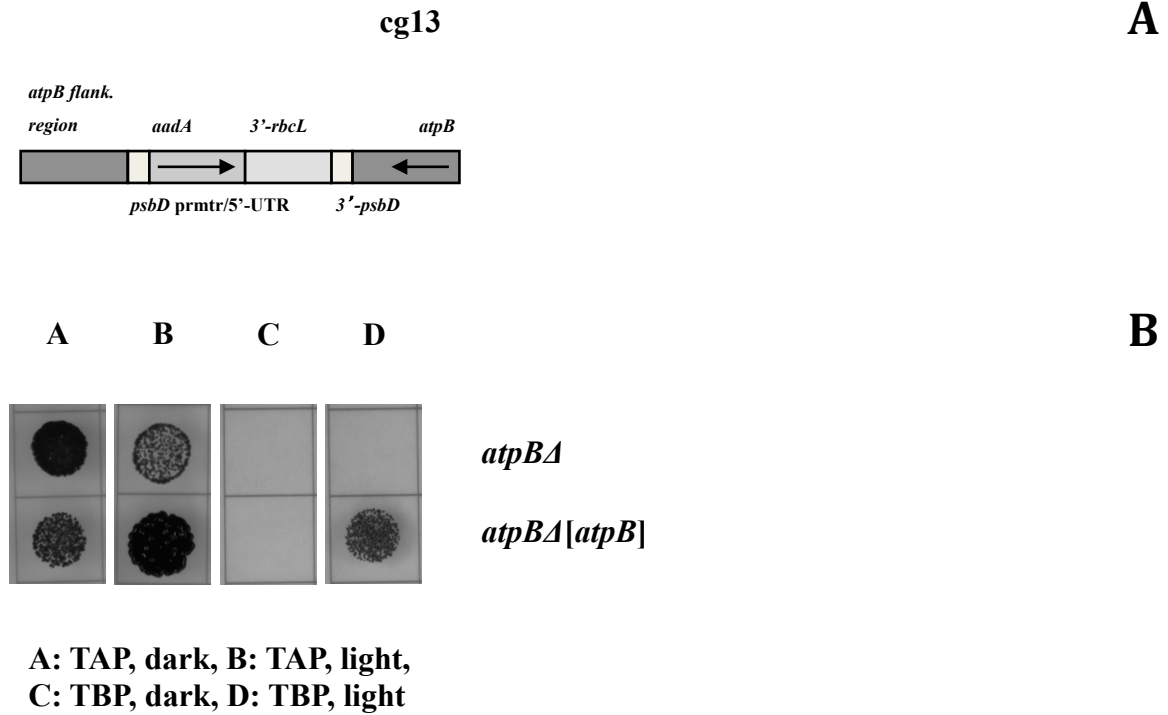 cg13
A
atpB flank.
region aadA 3’-rbcL atpB
psbD prmtr/5’-UTR 3’-psbD
A B C D
B
atpBΔ
atpBΔ[atpB]
A: TAP, dark, B: TAP, light,
C: TBP, dark, D: TBP, light